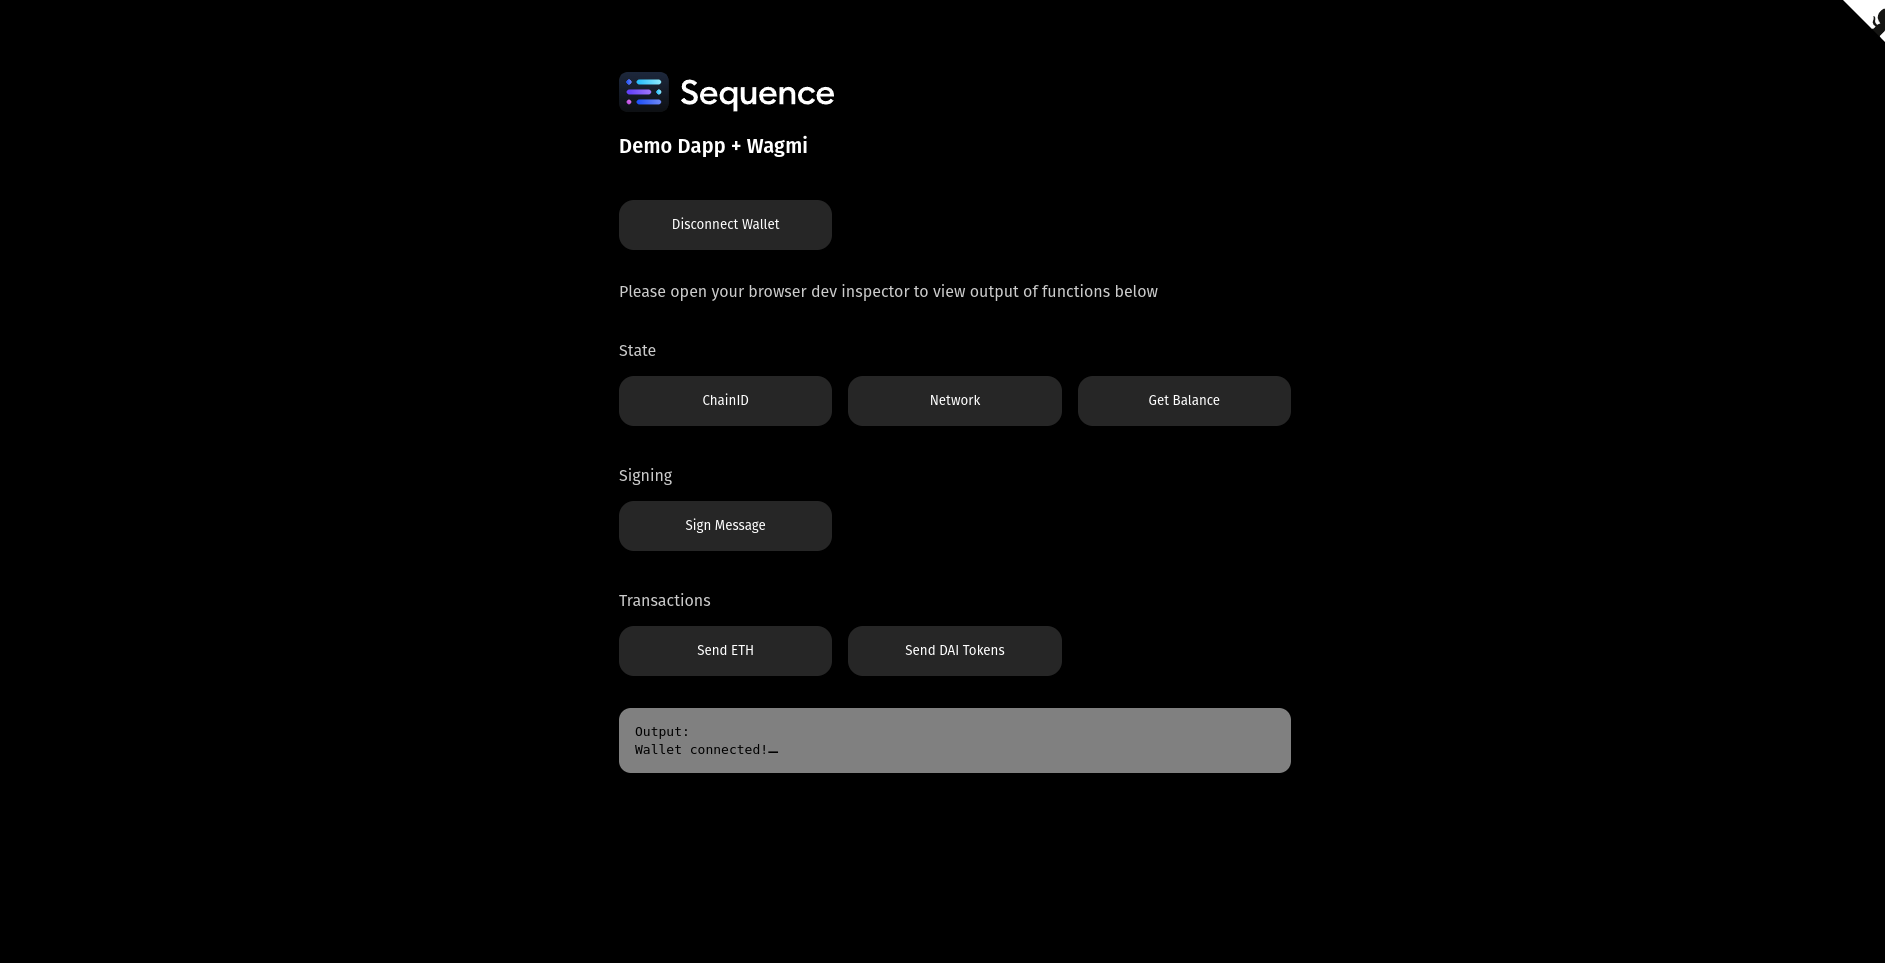 Sequence
Demo Dapp + Wagmi
Disconnect Wallet
Please open your browser dev inspector to view output of functions below
State
ChainID
Network
Get Balance
Signing
Sign Message
Transactions
Send ETH
Send DAI Tokens
Output:
Wallet connected!